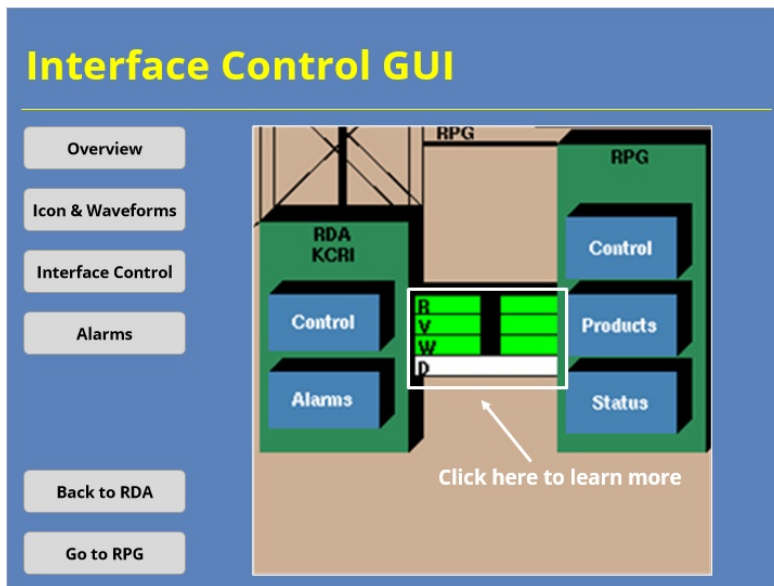 Interface Control GUI
Overview
Icon & Waveforms
Interface Control
Alarms
Back to RDA
Go to RPG
RPG
RDA
KCRI
Control
Alarms
R
V
W
D
RPG
Control
Products
Status
Click here to learn more